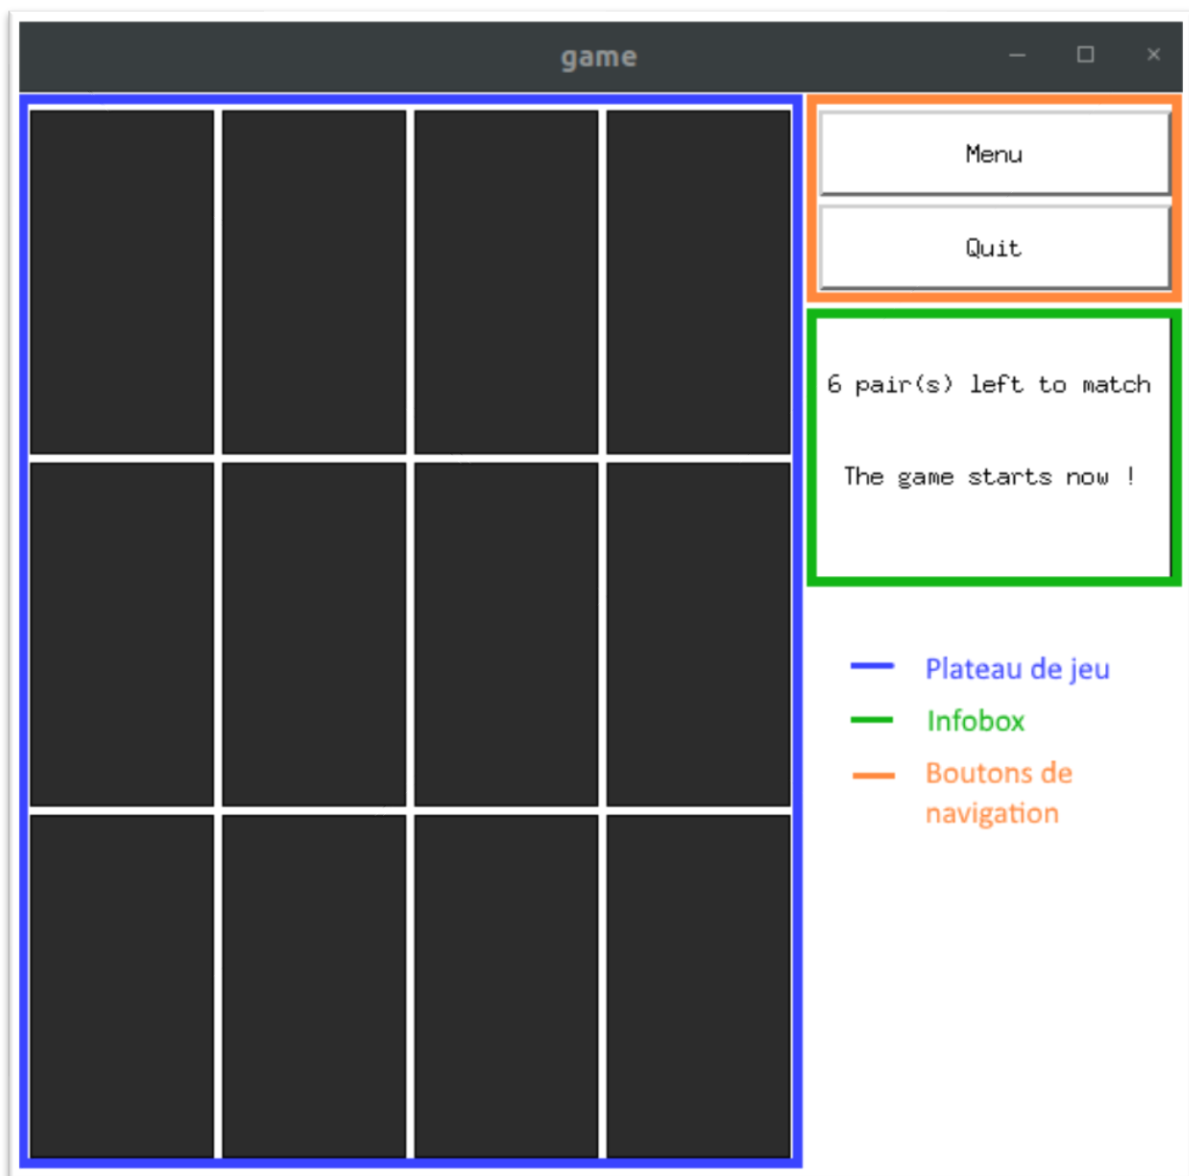 game
Menu
Quit
6 pair(s) left to match
The game starts now !
Plateau de jeu
Infobox
Boutons de
navigation